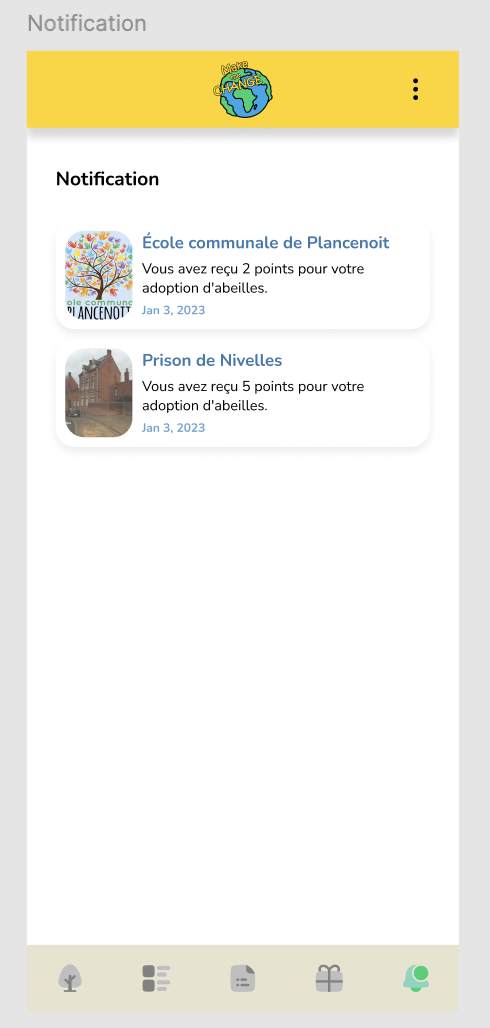 Notification
Make
a
CHANGE
Notification
École communale de Plancenoit
Vous avez reçu 2 points pour votre
adoption d'abeilles.
Jan 3, 2023
ole commun
PLANCENOIT
Prison de Nivelles
Vous avez reçu 5 points pour votre
adoption d'abeilles.
Jan 3, 2023